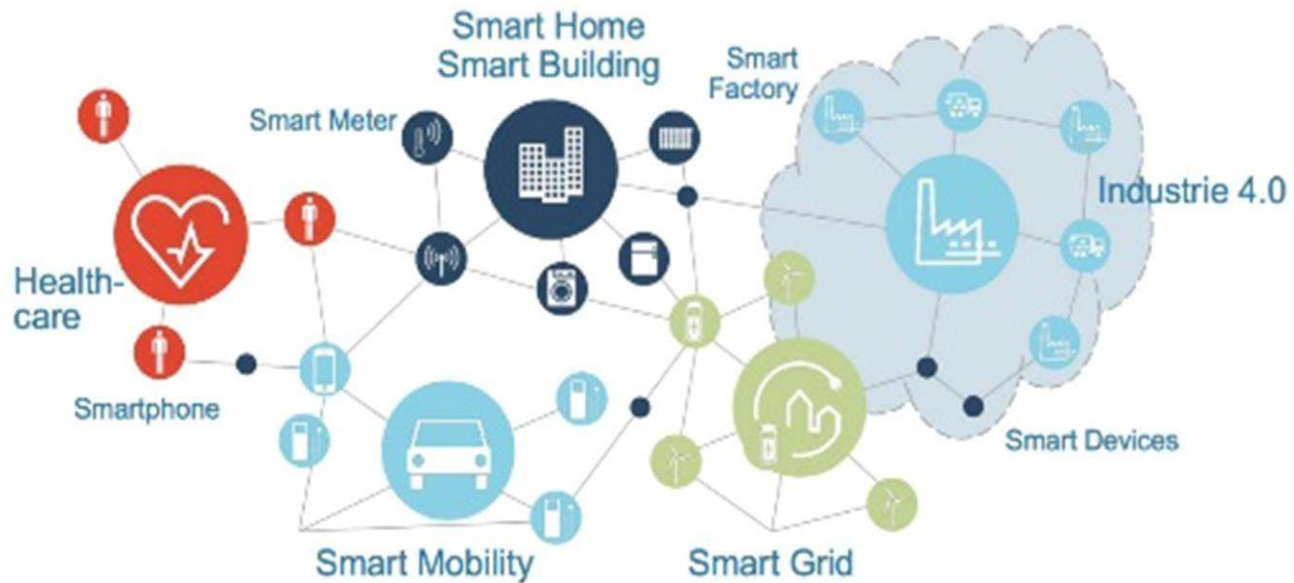 Smart Home
Smart Building
Smart
Factory
Smart Meter
Industrie 4.0
Health-
care
Smartphone
Smart Devices
Smart Mobility
Smart Grid